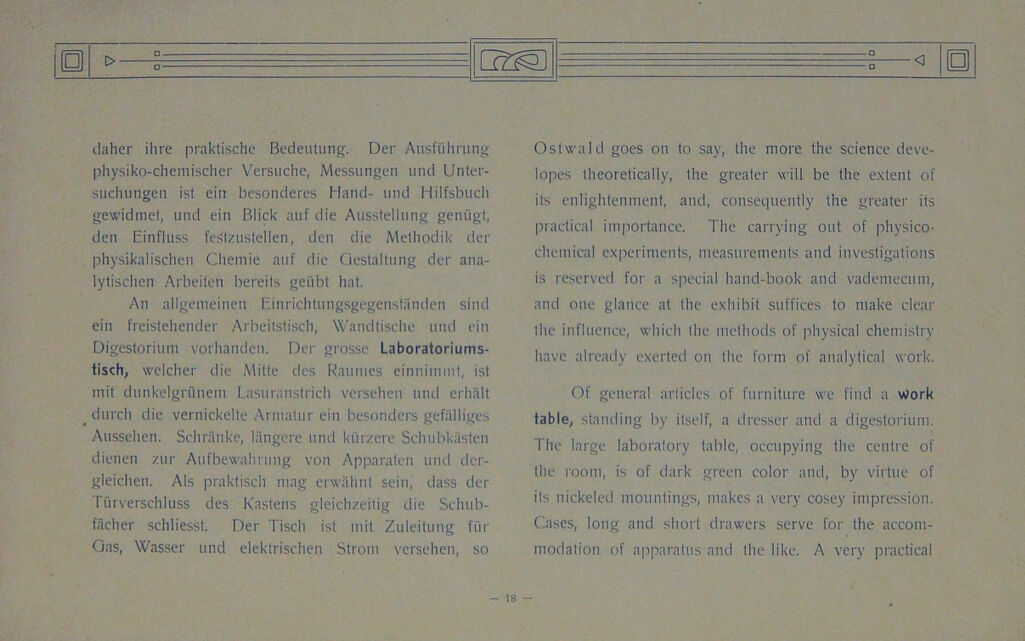 daher ihre praktische Bedeutung. Der Ausführung
physiko-chemischer Versuche, Messungen und Unter-
suchungen ist ein besonderes Hand- und Hilfsbuch
gewidmet, und ein Blick auf die Ausstellung genügt,
den Einfluss festzustellen, den die Methodik der
physikalischen Chemie auf die Gestaltung der ana-
lytischen Arbeiten bereits geübt hat.
An allgemeinen Einrichtungsgegenständen sind
ein freistehender Arbeitstisch, Wandtische und ein
Digestorium vorhanden. Der grosse Laboratoriums-
tisch, welcher die Mitte des Raumes einnimmt, ist
mit dunkelgrünem Lasuranstrich versehen und erhält
durch die vernickelte Armatur ein besonders gefälliges
Aussehen. Schränke, längere und kürzere Schubkästen
dienen zur Aufbewahrung von Apparaten und der-
gleichen. Als praktisch mag erwähnt sein, dass der
Türverschluss des Kastens gleichzeitig die Schub-
fächer schliesst. Der Tisch ist mit Zuleitung für
Gas, Wasser und elektrischen Strom versehen, so
Ostwald goes on to say, the more the science deve-
lopes theoretically, the greater will be the extent of
its enlightenment, and, consequently the greater its
practical importance. The carrying out of physico-
chemical experiments, measurements and investigations
is reserved for a special hand-book and vademecum,
and one glance at the exhibit suffices to make clear
the influence, which the methods of physical chemistry
have already exerted on the form of analytical work.
Of general articles of furniture we find a work
table, standing by itself, a dresser and a digestorium.
The large laboratory table, occupying the centre of
the room, is of dark green color and, by virtue of
its nickeled mountings, makes a very cosey impression.
Cases, long and short drawers serve for the accom-
modation of apparatus and the like. A very practical
— 18 —